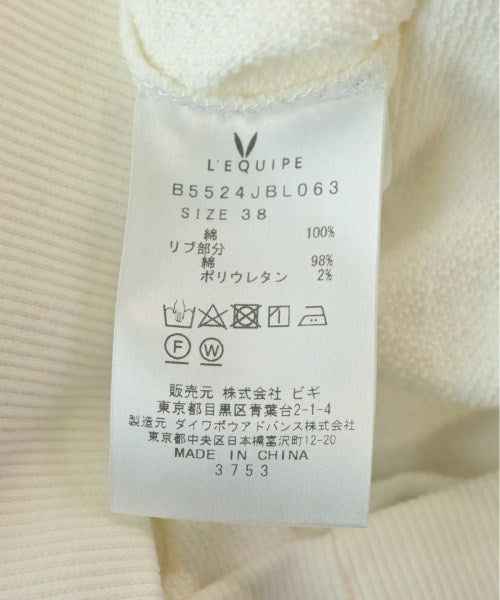 L'EQUIPE
B5524JBL063
SIZE 38
綿 100%
リブ部分
綿 98%
ポリウレタン 2%
F W
販売元 株式会社 ビギ
東京都目黒区青葉台2-1-4
製造元 ダイワボウアドバンス株式会社
東京都中央区日本橋富沢町12-20
MADE IN CHINA
3753